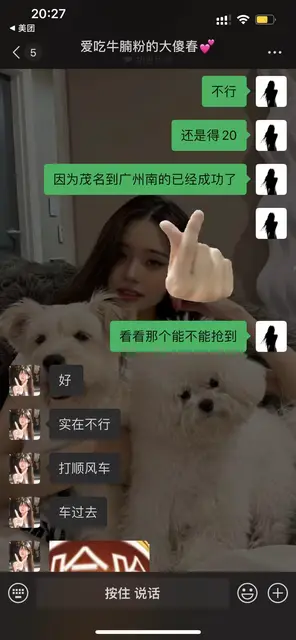 20:27
27
美团
5
爱吃牛腩粉的大傻春💕
不行
还是得20
因为茂名到广州南的已经成功了
看看那个能不能抢到
好
实在不行
打顺风车
车过去
按住 说话